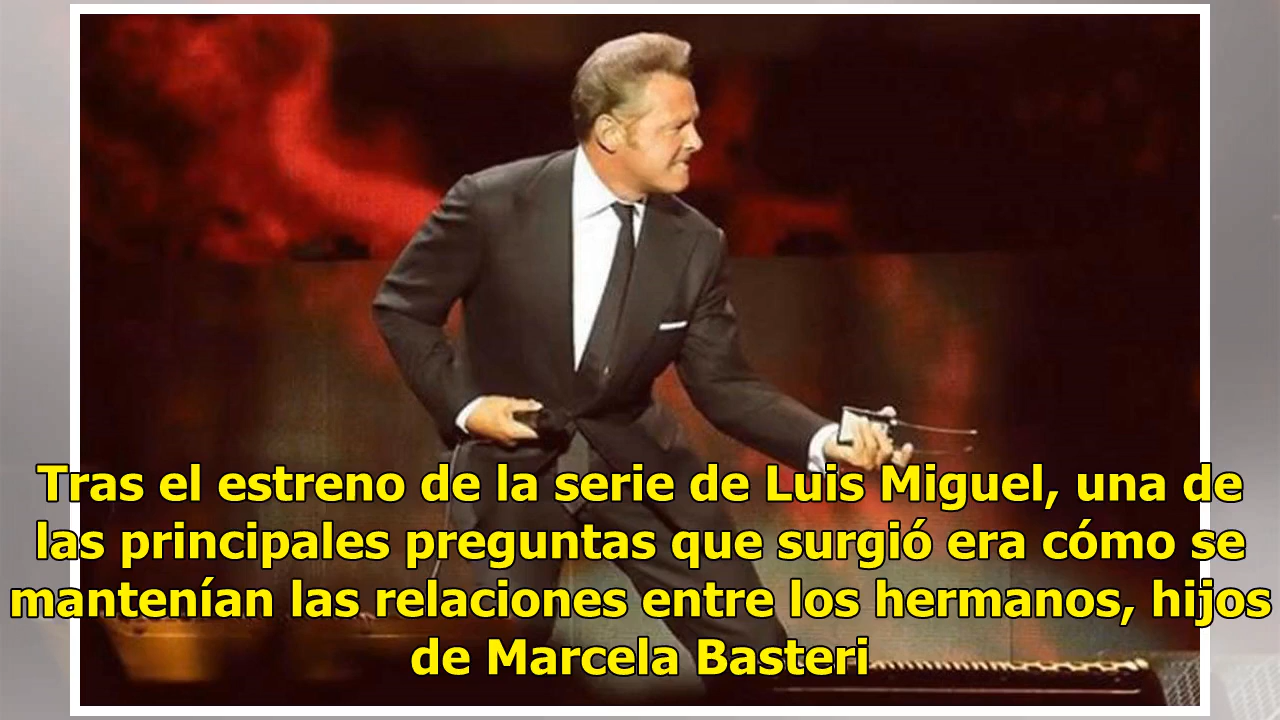 Tras el estreno de la serie de Luis Miguel, una de
las principales preguntas que surgió era cómo se
mantenían las relaciones entre los hermanos, hijos
de Marcela Basteri